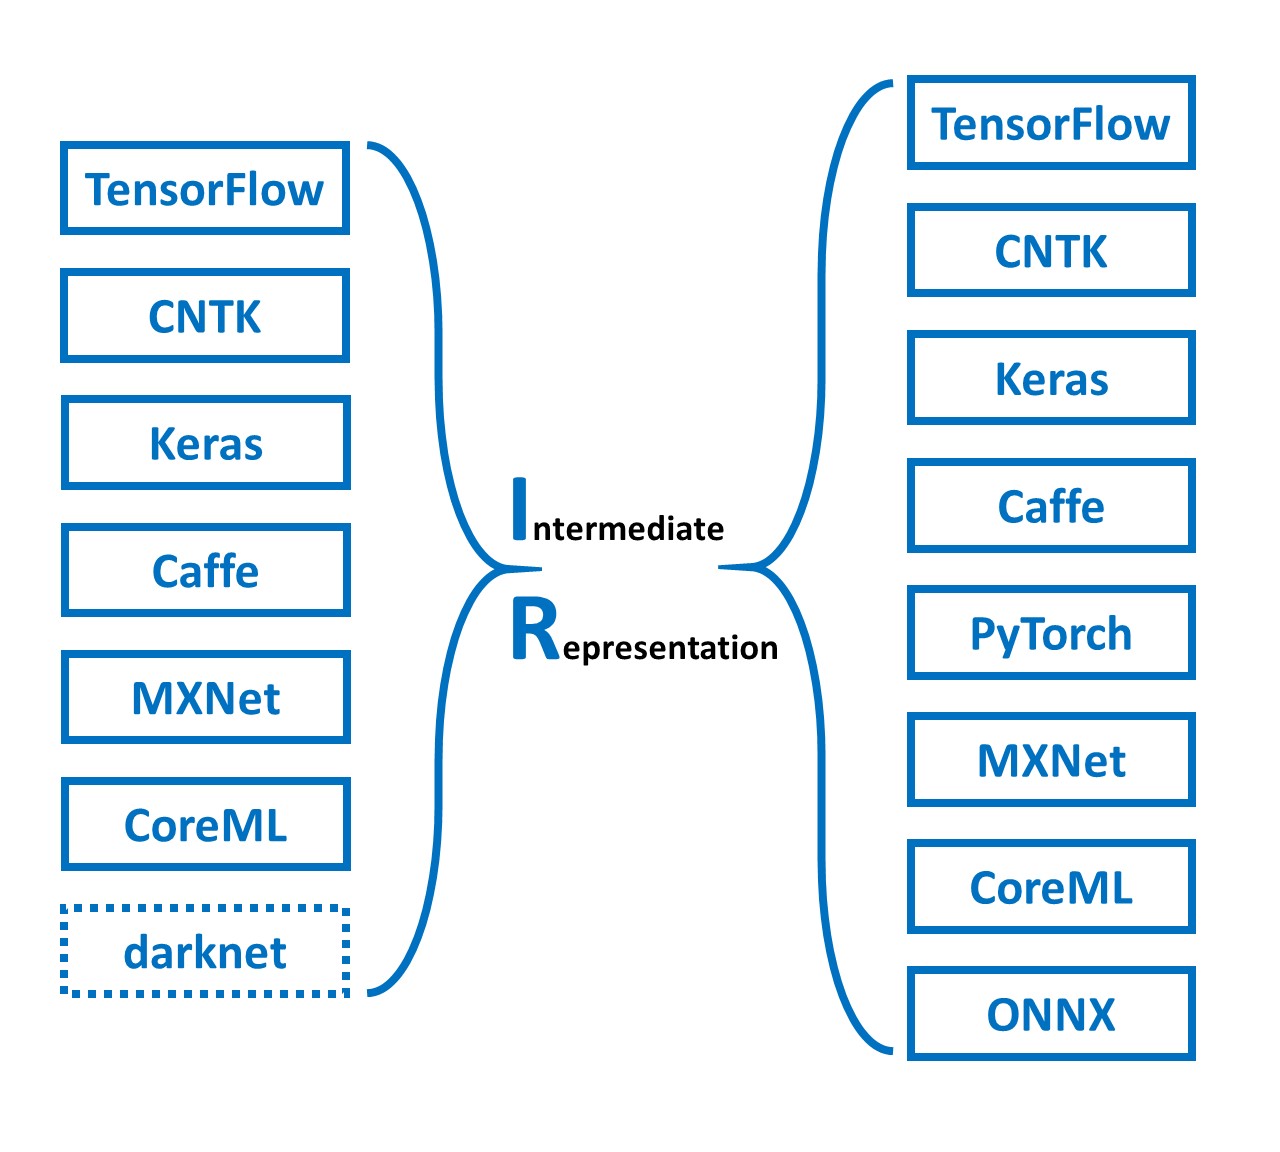 TensorFlow
CNTK
Keras
Caffe
MXNet
CoreML
darknet
Intermediate
Representation
TensorFlow
CNTK
Keras
Caffe
PyTorch
MXNet
CoreML
ONNX